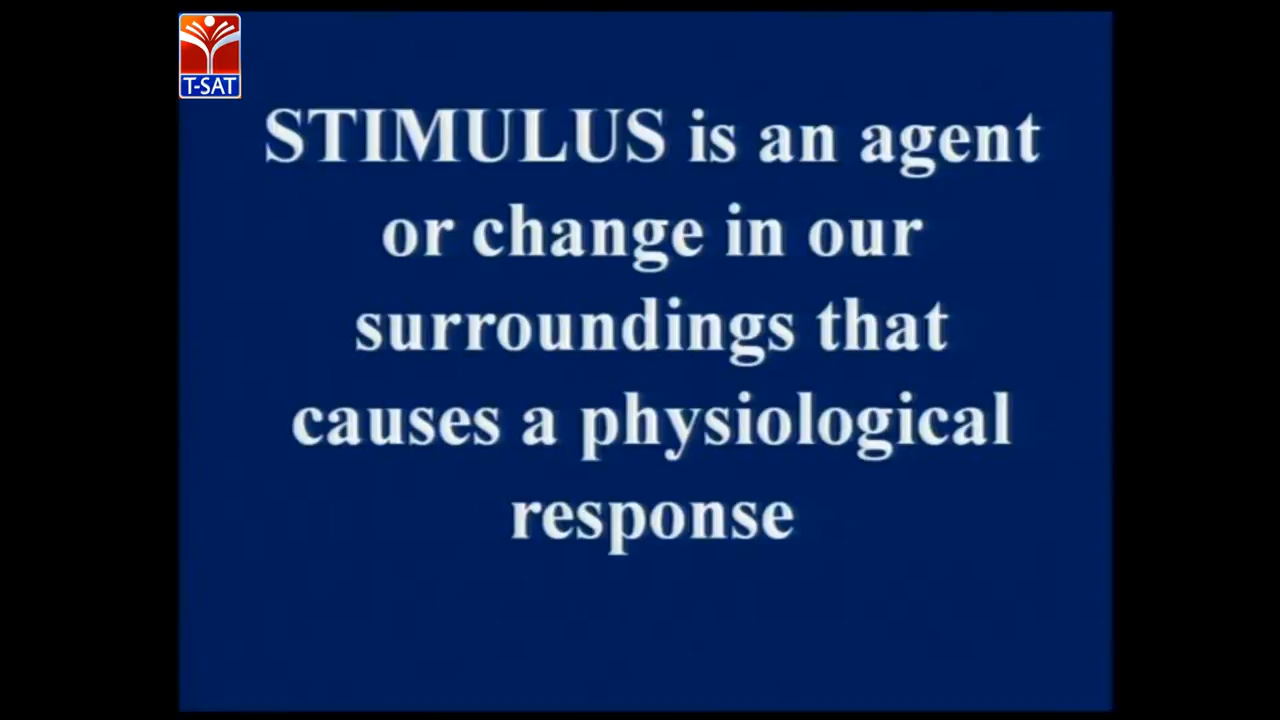 T-SAT
STIMULUS is an agent
or change in our
surroundings that
causes a physiological
response